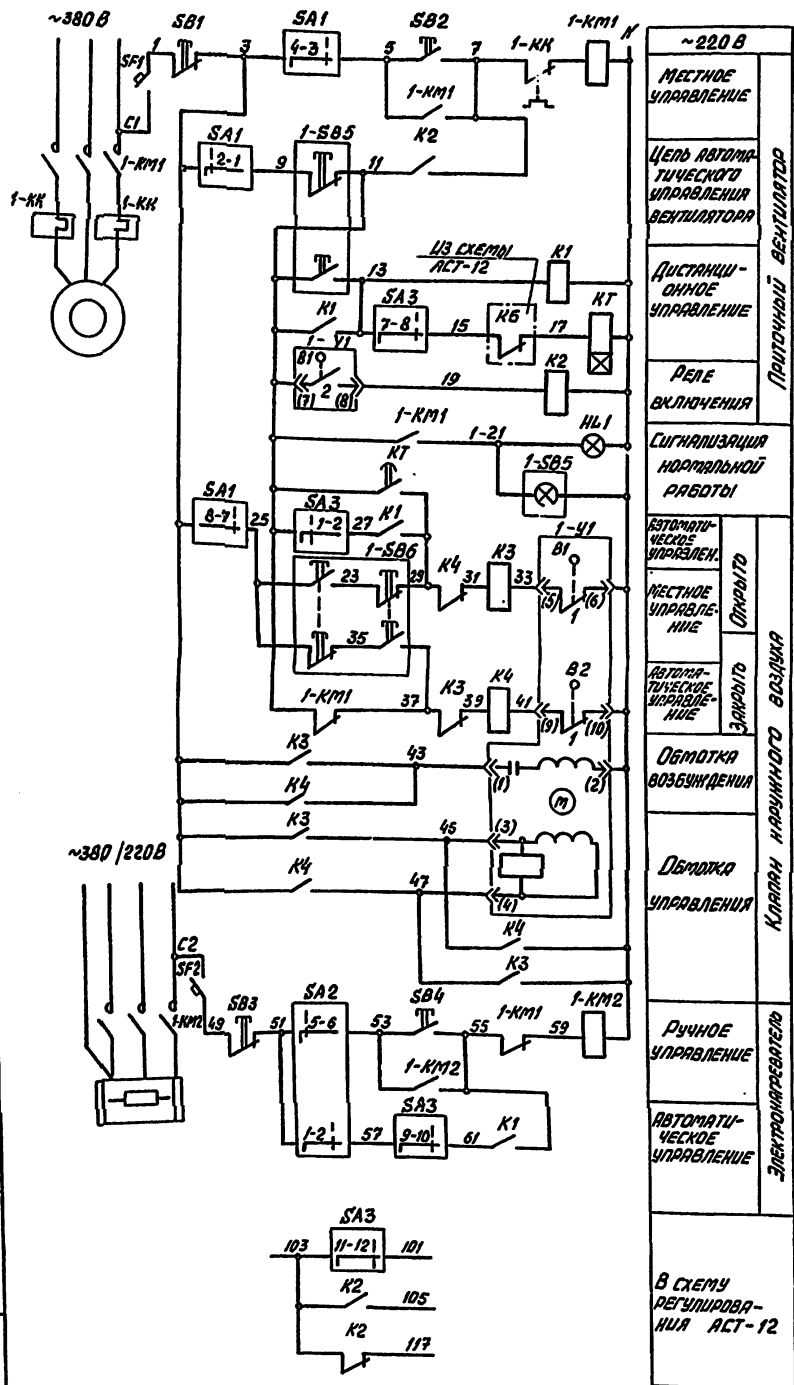 ~380 В
SB1
SA1
SB2
1-КК
1-КМ1
N
SF1
1
3
4-3
5
7
С1
1-КМ1
SA1
2-1
9
1-SB5
11
К2
1-КМ1
1-КК
1-КК
13
ИЗ СХЕМЫ
АСТ-12
К1
К1
SA3
7-8
15
К6
17
КТ
1-У1
В1
2
(7)
(8)
19
К2
1-КМ1
1-21
HL1
КТ
1-SB5
SA1
8-7
25
SA3
1-2
27
К1
1-SB6
23
29
К4
31
К3
33
1-У1
В1
(5)
1
(6)
35
1-КМ1
37
К3
39
К4
41
В2
(9)
1
(10)
К3
43
(1)
(2)
К4
М
К3
45
(3)
К4
47
(4)
К4
К3
~380/220В
С2
SF2
1-КМ2
49
SB3
51
SA2
5-6
53
SB4
55
1-КМ1
59
1-КМ2
1-КМ2
1-2
57
SA3
9-10
61
К1
SA3
103
11-12
101
К2
105
К2
117
~220 В
МЕСТНОЕ
УПРАВЛЕНИЕ
ЦЕПЬ АВТОМА-
ТИЧЕСКОГО
УПРАВЛЕНИЯ
ВЕНТИЛЯТОРА
ДИСТАНЦИ-
ОННОЕ
УПРАВЛЕНИЕ
РЕЛЕ
ВКЛЮЧЕНИЯ
ПРИТОЧНЫЙ ВЕНТИЛЯТОР
СИГНАЛИЗАЦИЯ
НОРМАЛЬНОЙ
РАБОТЫ
АВТОМАТИ-
ЧЕСКОЕ
УПРАВЛЕН.
МЕСТНОЕ
УПРАВЛЕ-
НИЕ
ОТКРЫТЬ
АВТОМА-
ТИЧЕСКОЕ
УПРАВЛЕ-
НИЕ
ЗАКРЫТЬ
ОБМОТКА
ВОЗБУЖДЕНИЯ
ОБМОТКА
УПРАВЛЕНИЯ
КЛАПАН НАРУЖНОГО ВОЗДУХА
РУЧНОЕ
УПРАВЛЕНИЕ
АВТОМАТИ-
ЧЕСКОЕ
УПРАВЛЕНИЕ
ЭЛЕКТРОНАГРЕВАТЕЛЬ
В СХЕМУ
РЕГУЛИРОВА-
НИЯ АСТ-12